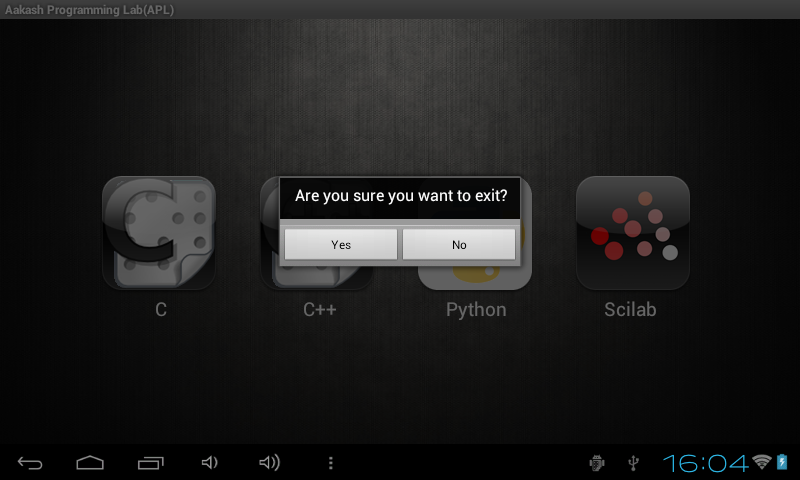 Aakash Programming Lab(APL)
Are you sure you want to exit?
Yes No
C
C C++ Python Scilab
16:04